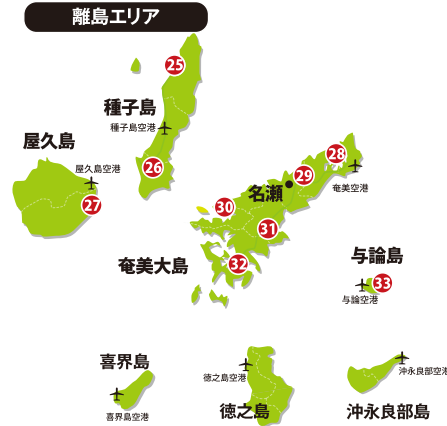 離島エリア
25
種子島
種子島空港
屋久島
屋久島空港
26
27
28
29
奄美空港
名瀬
30
31
奄美大島
32
与論島
33
与論空港
喜界島
喜界島空港
徳之島空港
徳之島
沖永良部空港
沖永良部島